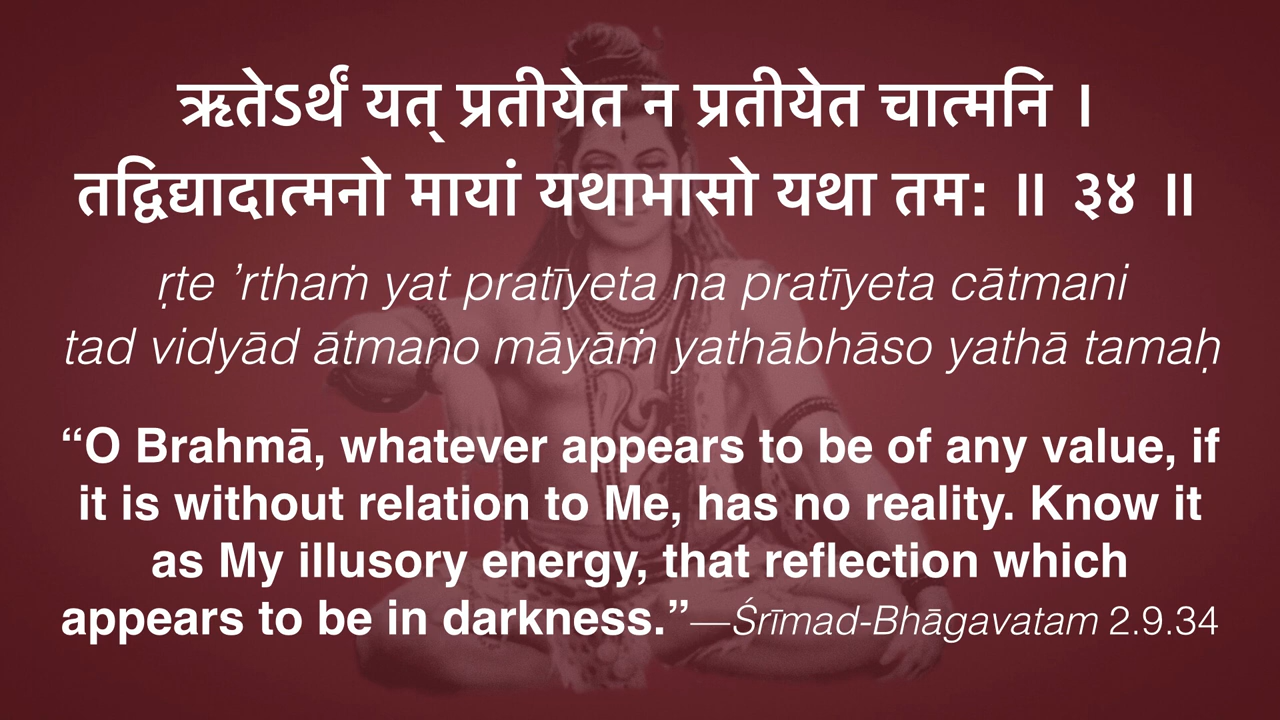 ऋतेऽर्थं यत् प्रतीयेत न प्रतीयेत चात्मनि ।
तद्विद्यादात्मनो मायां यथाभासो यथा तम: ॥ ३४ ॥
ṛte ’rthaṁ yat pratīyeta na pratīyeta cātmani
tad vidyād ātmano māyāṁ yathābhāso yathā tamaḥ
“O Brahmā, whatever appears to be of any value, if
it is without relation to Me, has no reality. Know it
as My illusory energy, that reflection which
appears to be in darkness.”—Śrīmad-Bhāgavatam 2.9.34